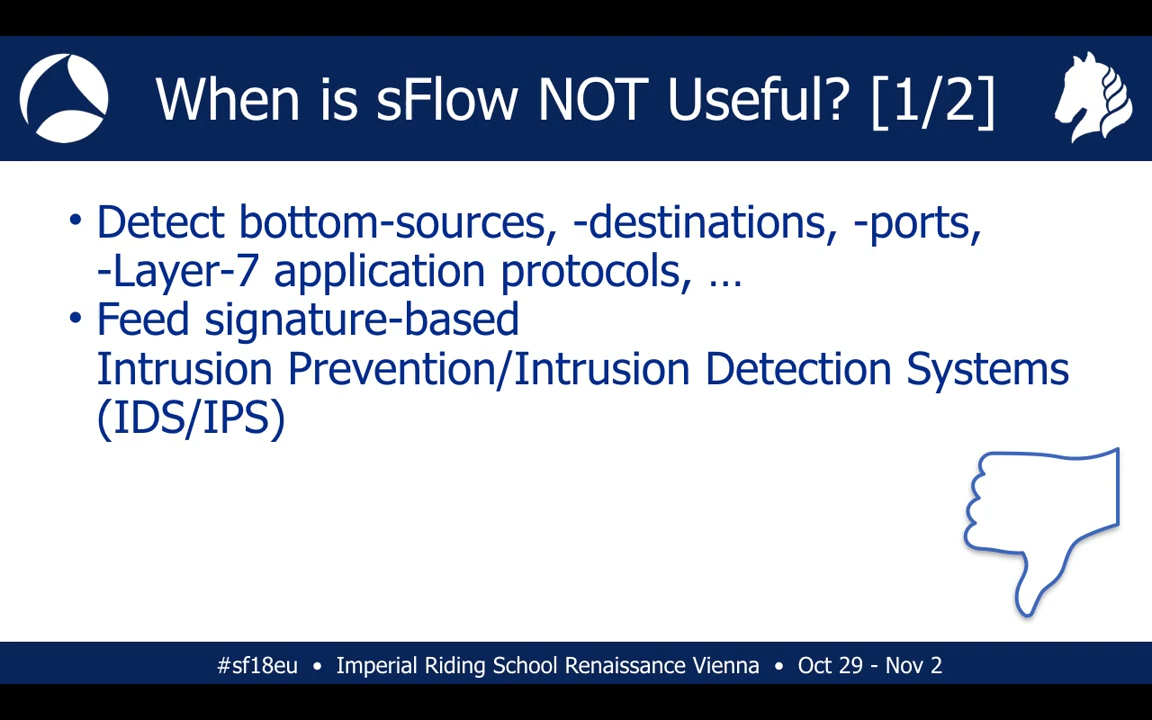 When is sFlow NOT Useful? [1/2]
• Detect bottom-sources, -destinations, -ports,
-Layer-7 application protocols, …
• Feed signature-based
Intrusion Prevention/Intrusion Detection Systems
(IDS/IPS)
#sf18eu • Imperial Riding School Renaissance Vienna • Oct 29 - Nov 2